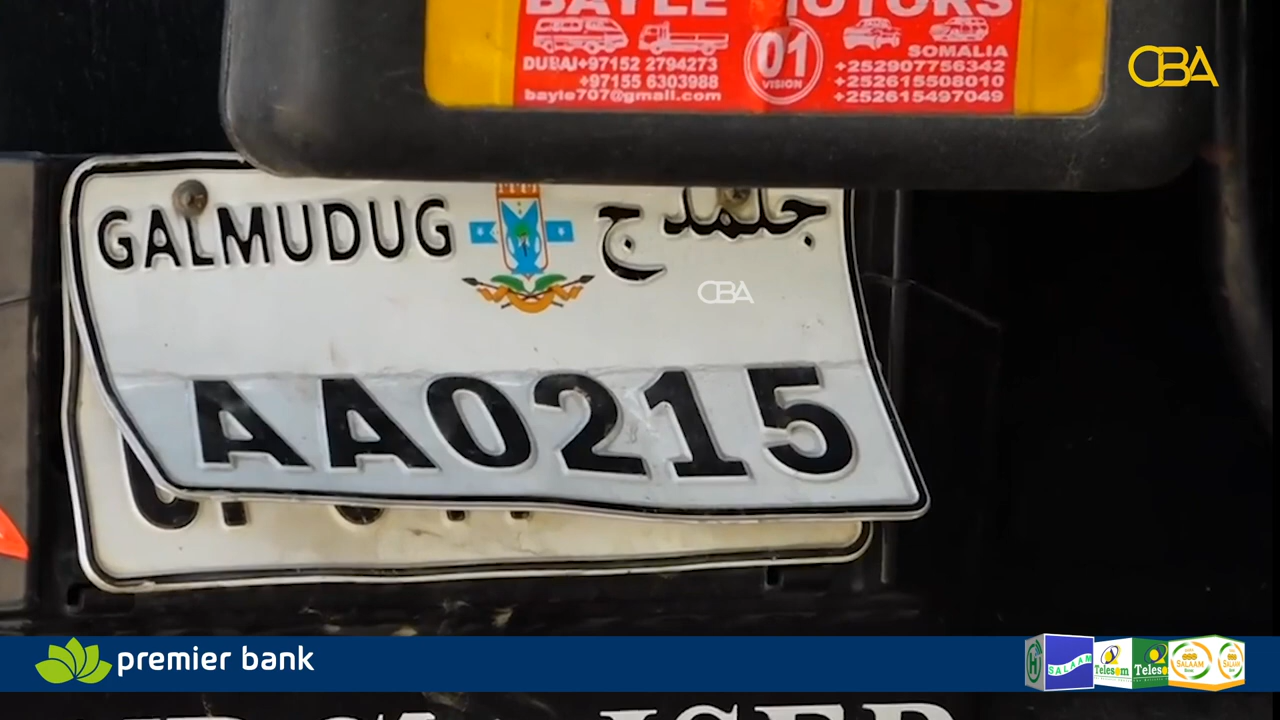 BAYLE MOTORS
DUBAI+97152 2794273
+97155 6303988
bayle707@gmail.com
01
VISION
SOMALIA
+252907756342
+252615508010
+252615497049
CBA
GALMUDUG
جلمدج
CBA
AA0215
premier bank
SALAAM
Telesom
SALAAM